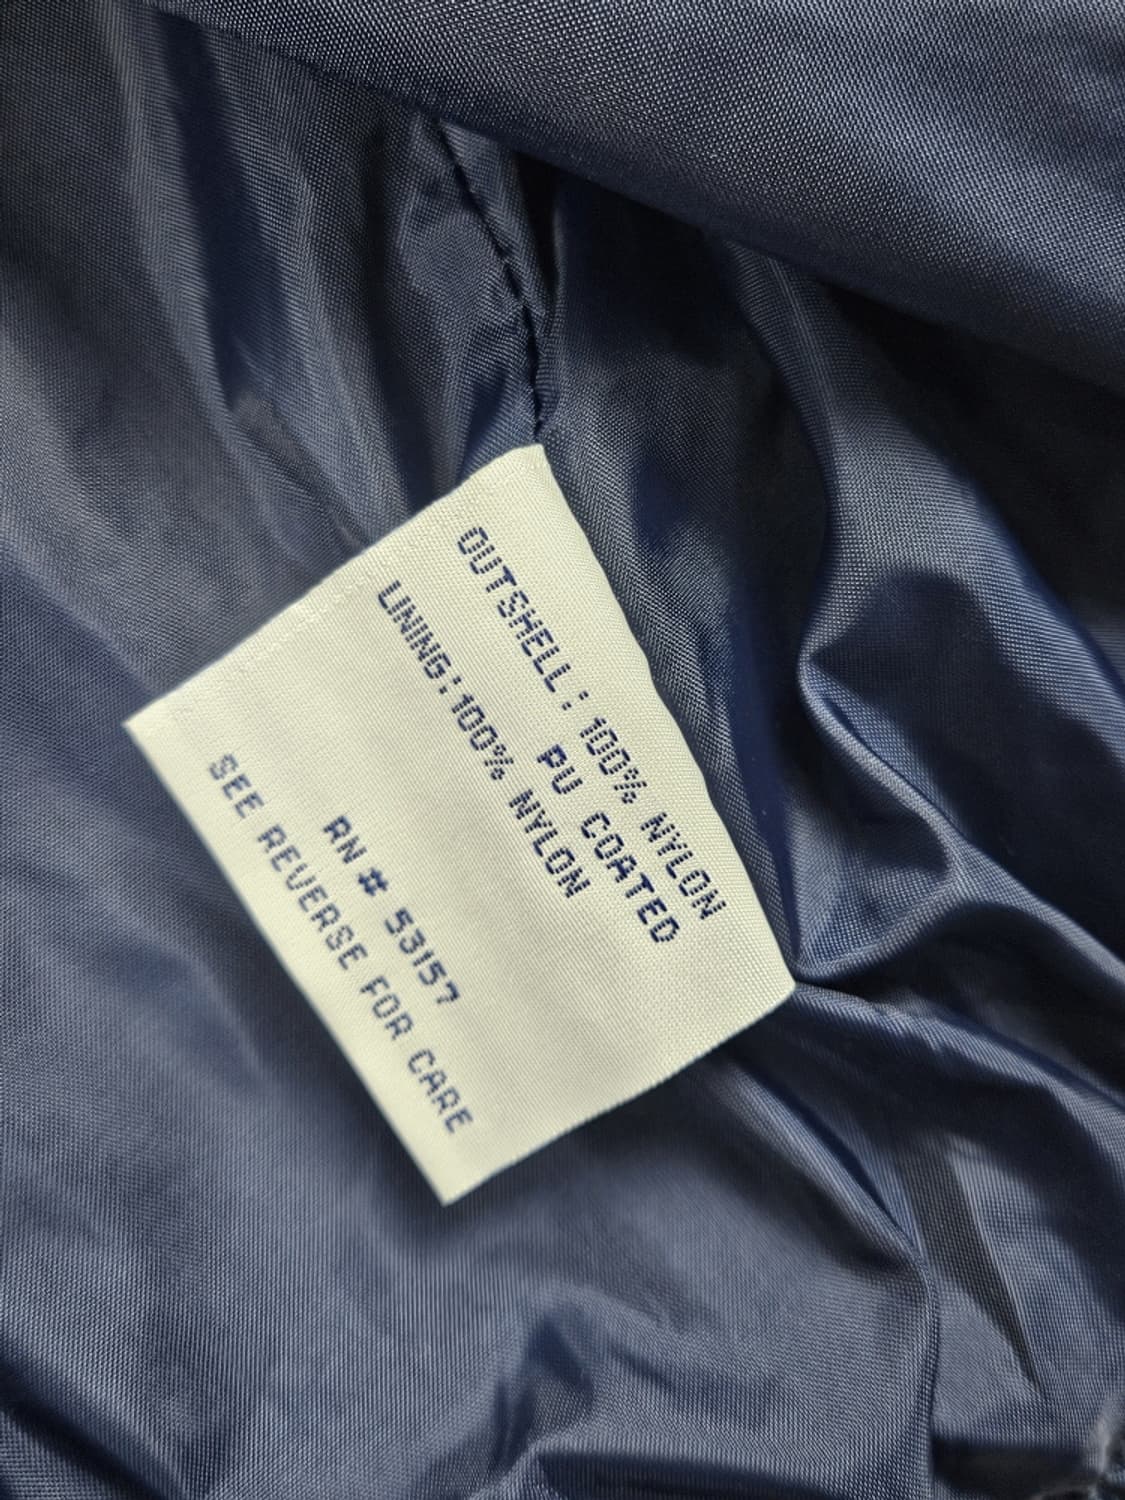 OUTSHELL: 100% NYLON
PU COATED
LINING: 100% NYLON
RN # 53157
SEE REVERSE FOR CARE